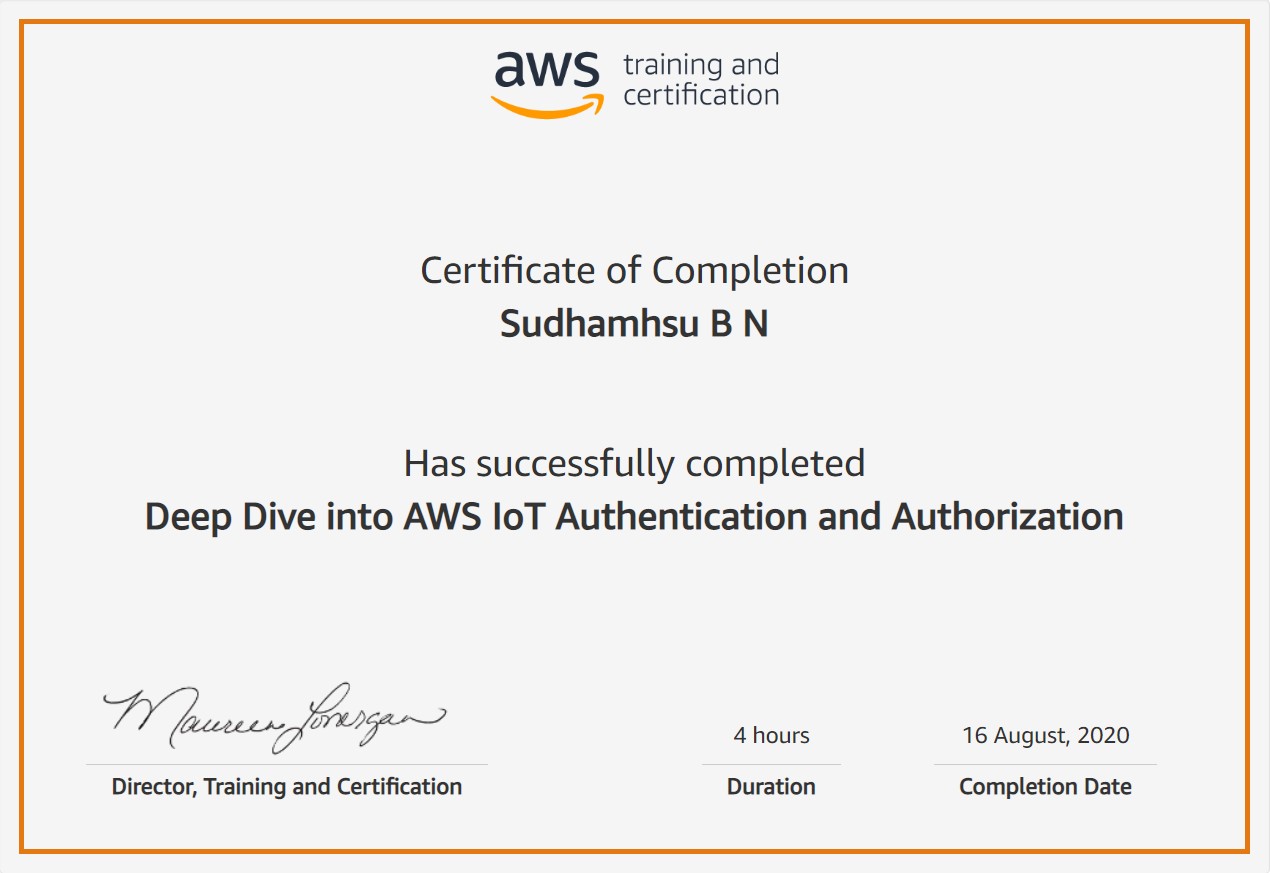 aws training and
certification
Certificate of Completion
Sudhamhsu B N
Has successfully completed
Deep Dive into AWS IoT Authentication and Authorization
Maureen Lonergan
4 hours
16 August, 2020
Director, Training and Certification
Duration
Completion Date